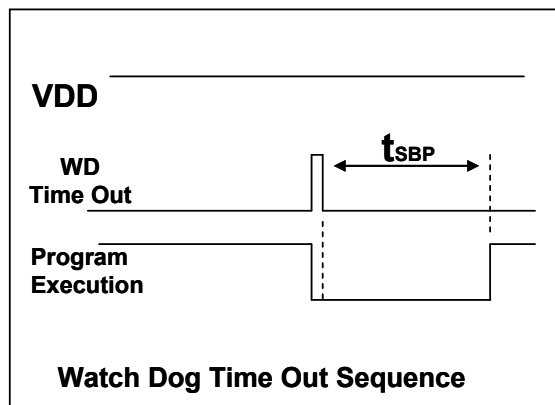 VDD
tSBP
WD
Time Out
Program
Execution
Watch Dog Time Out Sequence